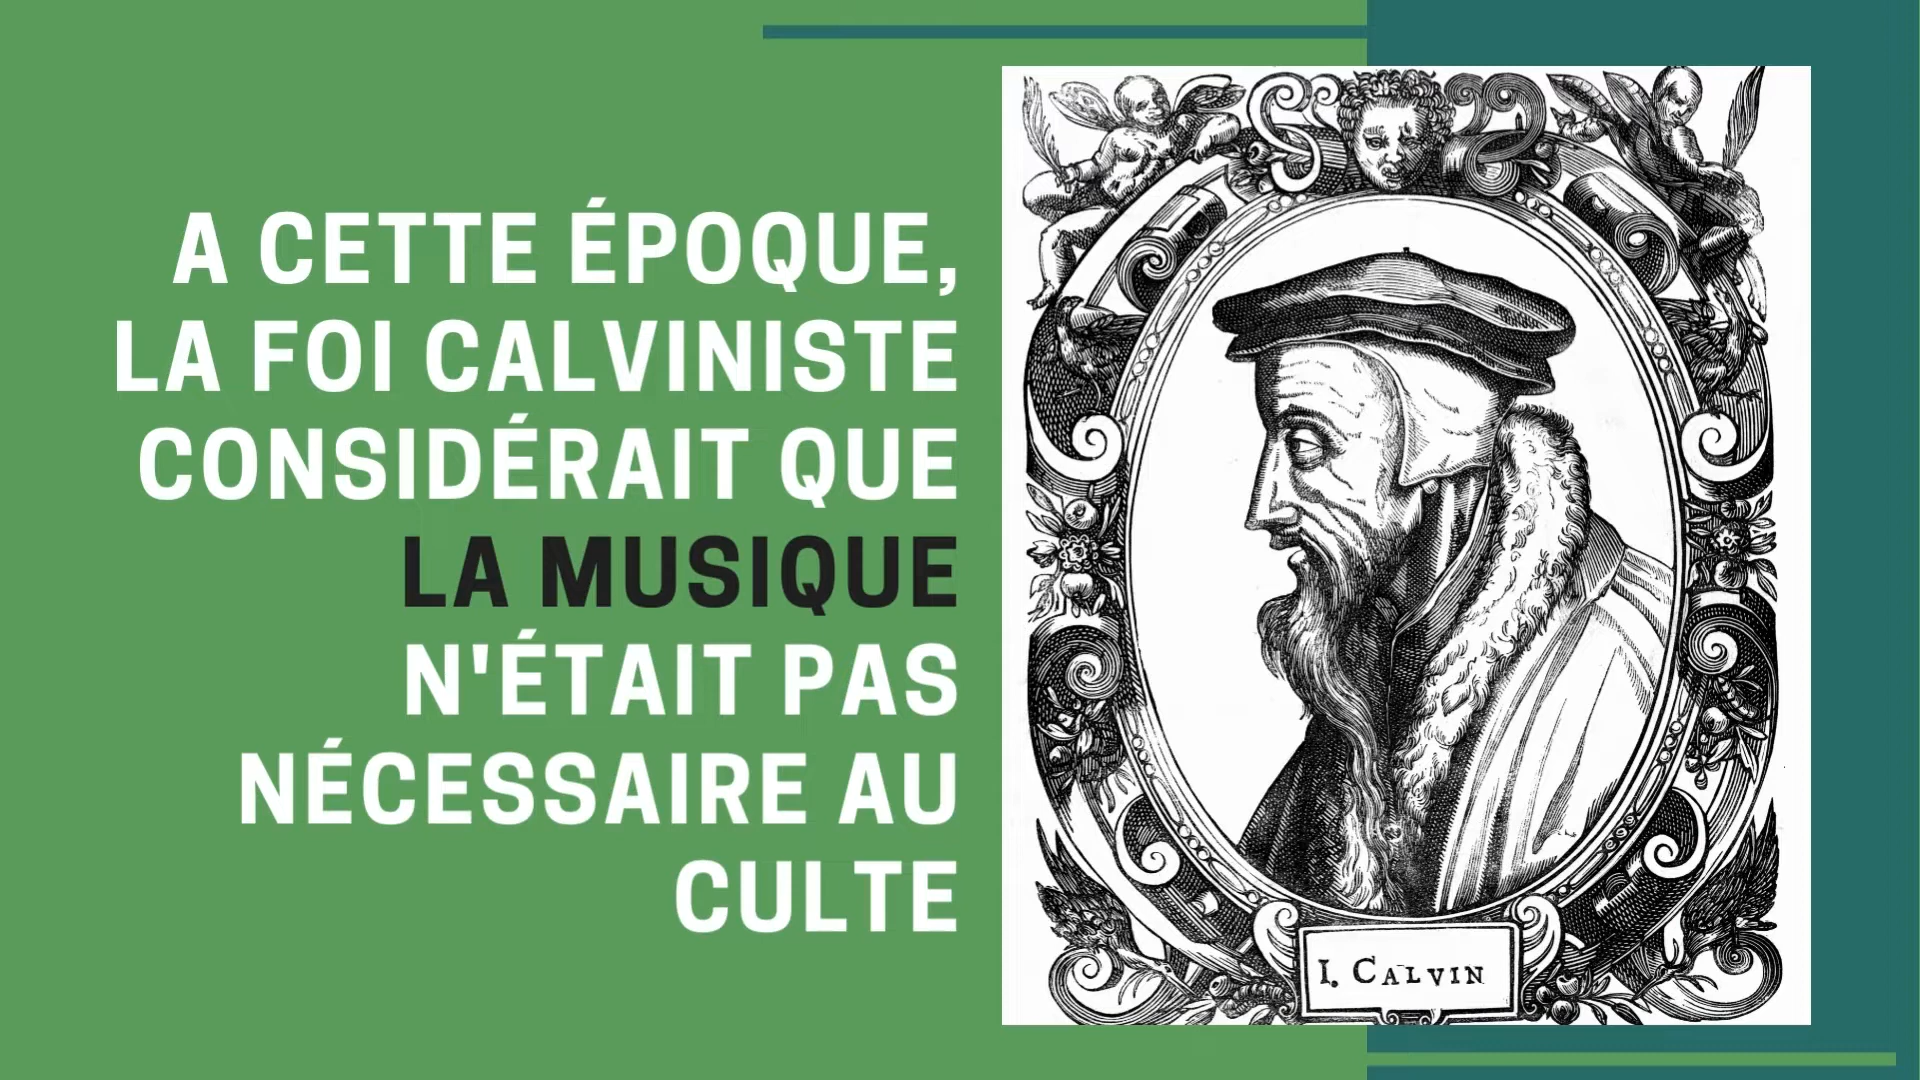 A CETTE ÉPOQUE,
LA FOI CALVINISTE
CONSIDÉRAIT QUE
LA MUSIQUE
N'ÉTAIT PAS
NÉCESSAIRE AU
CULTE
I. CALVIN